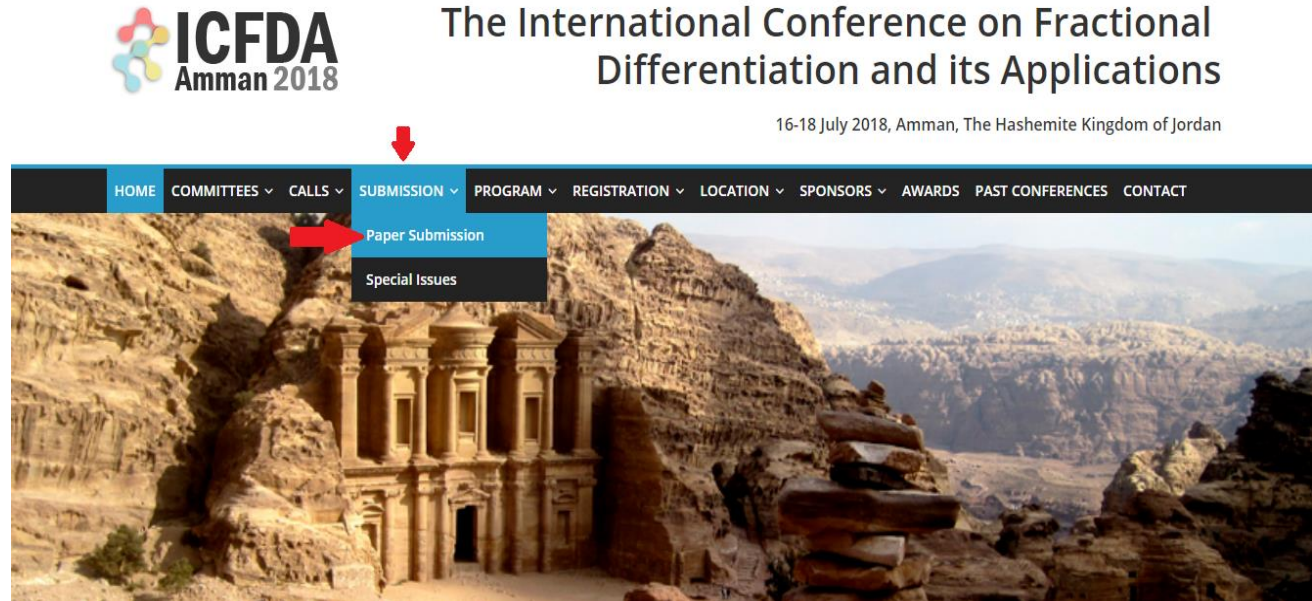 ICFDA
Amman 2018
The International Conference on Fractional
Differentiation and its Applications
16-18 July 2018, Amman, The Hashemite Kingdom of Jordan
HOME COMMITTEES CALLS SUBMISSION PROGRAM REGISTRATION LOCATION SPONSORS AWARDS PAST CONFERENCES CONTACT
Paper Submission
Special Issues